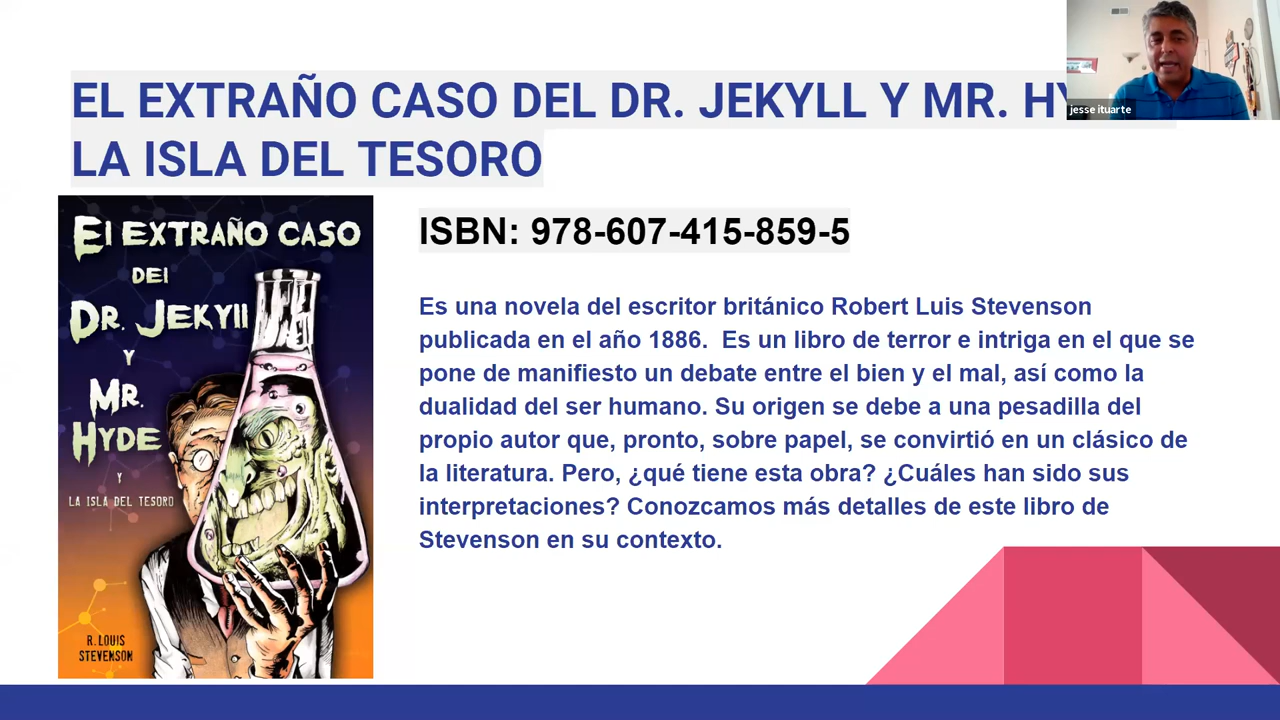 EL EXTRAÑO CASO DEL DR. JEKYLL Y MR.
LA ISLA DEL TESORO
jesse ituarte
El EXTRAÑO CASO
DEl
DR. JEKYll
Y
MR.
HYDE
Y
LA ISLA DEL TESORO
R. LOUIS
STEVENSON
ISBN: 978-607-415-859-5
Es una novela del escritor británico Robert Luis Stevenson
publicada en el año 1886.  Es un libro de terror e intriga en el que se
pone de manifiesto un debate entre el bien y el mal, así como la
dualidad del ser humano. Su origen se debe a una pesadilla del
propio autor que, pronto, sobre papel, se convirtió en un clásico de
la literatura. Pero, ¿qué tiene esta obra? ¿Cuáles han sido sus
interpretaciones? Conozcamos más detalles de este libro de
Stevenson en su contexto.